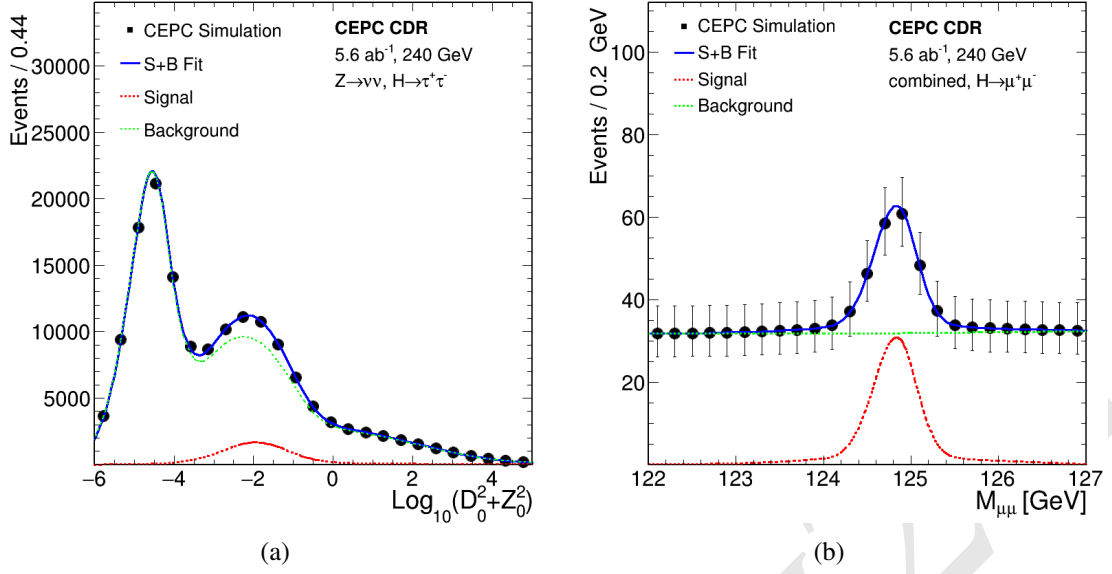 Events / 0.44
35000
30000
25000
20000
15000
10000
5000
CEPC Simulation
S+B Fit
Signal
Background
CEPC CDR
5.6 ab⁻¹, 240 GeV
Z→νν, H→τ⁺τ⁻
−6 −4 −2 0 2 4
Log₁₀(D₀²+Z₀²)
(a)
Events / 0.2 GeV
100
80
60
40
20
CEPC Simulation
S+B Fit
Signal
Background
CEPC CDR
5.6 ab⁻¹, 240 GeV
combined, H→μ⁺μ⁻
122 123 124 125 126 127
M_μμ [GeV]
(b)